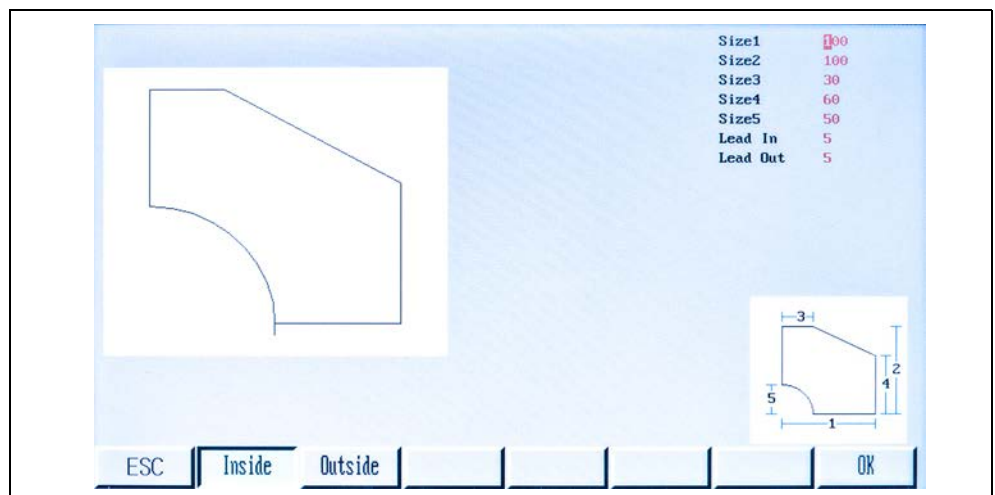 Size1 100
Size2 100
Size3 30
Size4 60
Size5 50
Lead In 5
Lead Out 5
3
2
4
5
1
ESC Inside Outside OK